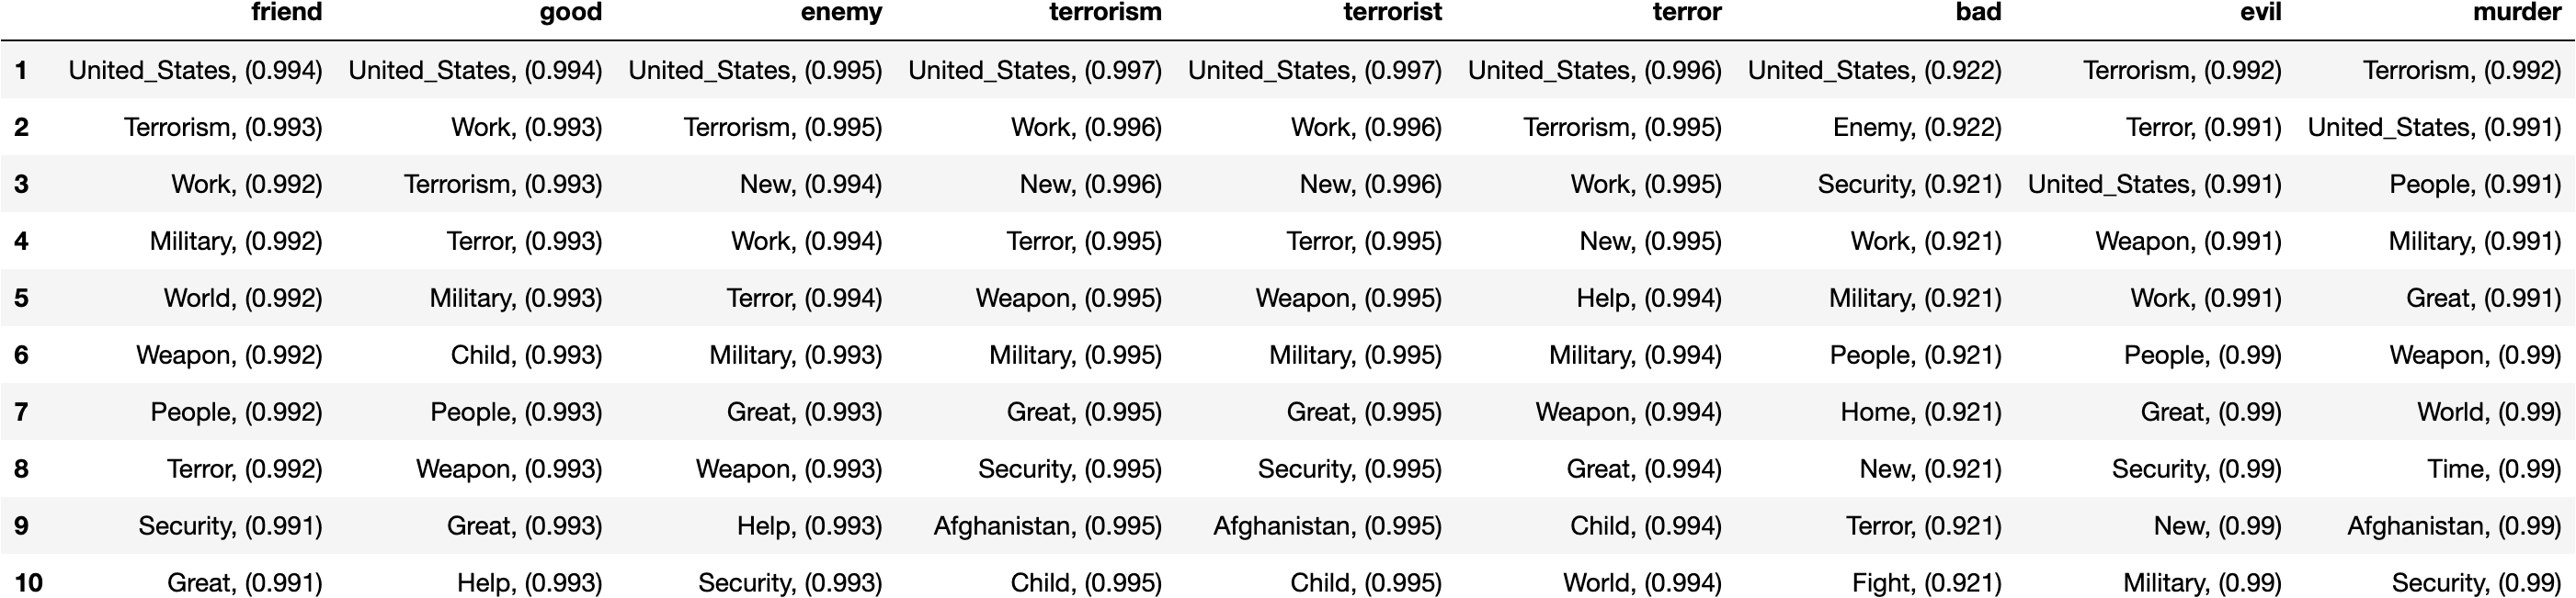 friend good enemy terrorism terrorist terror bad evil murder
1 United_States, (0.994) United_States, (0.994) United_States, (0.995) United_States, (0.997) United_States, (0.997) United_States, (0.996) United_States, (0.922) Terrorism, (0.992) Terrorism, (0.992)
2 Terrorism, (0.993) Work, (0.993) Terrorism, (0.995) Work, (0.996) Work, (0.996) Terrorism, (0.995) Enemy, (0.922) Terror, (0.991) United_States, (0.991)
3 Work, (0.992) Terrorism, (0.993) New, (0.994) New, (0.996) New, (0.996) Work, (0.995) Security, (0.921) United_States, (0.991) People, (0.991)
4 Military, (0.992) Terror, (0.993) Work, (0.994) Terror, (0.995) Terror, (0.995) New, (0.995) Work, (0.921) Weapon, (0.991) Military, (0.991)
5 World, (0.992) Military, (0.993) Terror, (0.994) Weapon, (0.995) Weapon, (0.995) Help, (0.994) Military, (0.921) Work, (0.991) Great, (0.991)
6 Weapon, (0.992) Child, (0.993) Military, (0.993) Military, (0.995) Military, (0.995) Military, (0.994) People, (0.921) People, (0.99) Weapon, (0.99)
7 People, (0.992) People, (0.993) Great, (0.993) Great, (0.995) Great, (0.995) Weapon, (0.994) Home, (0.921) Great, (0.99) World, (0.99)
8 Terror, (0.992) Weapon, (0.993) Weapon, (0.993) Security, (0.995) Security, (0.995) Great, (0.994) New, (0.921) Security, (0.99) Time, (0.99)
9 Security, (0.991) Great, (0.993) Help, (0.993) Afghanistan, (0.995) Afghanistan, (0.995) Child, (0.994) Terror, (0.921) New, (0.99) Afghanistan, (0.99)
10 Great, (0.991) Help, (0.993) Security, (0.993) Child, (0.995) Child, (0.995) World, (0.994) Fight, (0.921) Military, (0.99) Security, (0.99)